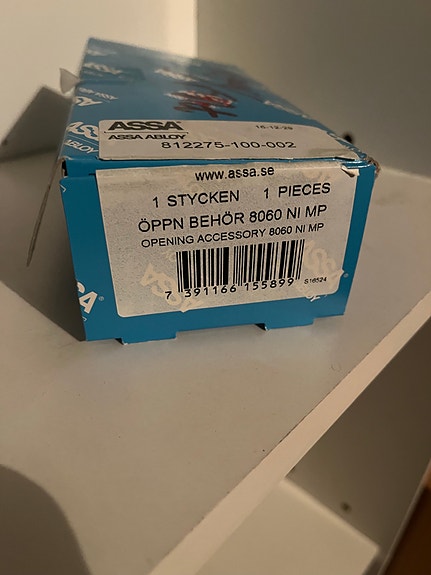 ASSA
ASSA ABLOY
16-12-29
812275-100-002
www.assa.se
1 STYCKEN 1 PIECES
ÖPPN BEHÖR 8060 NI MP
OPENING ACCESSORY 8060 NI MP
7 391166 155899
S16524